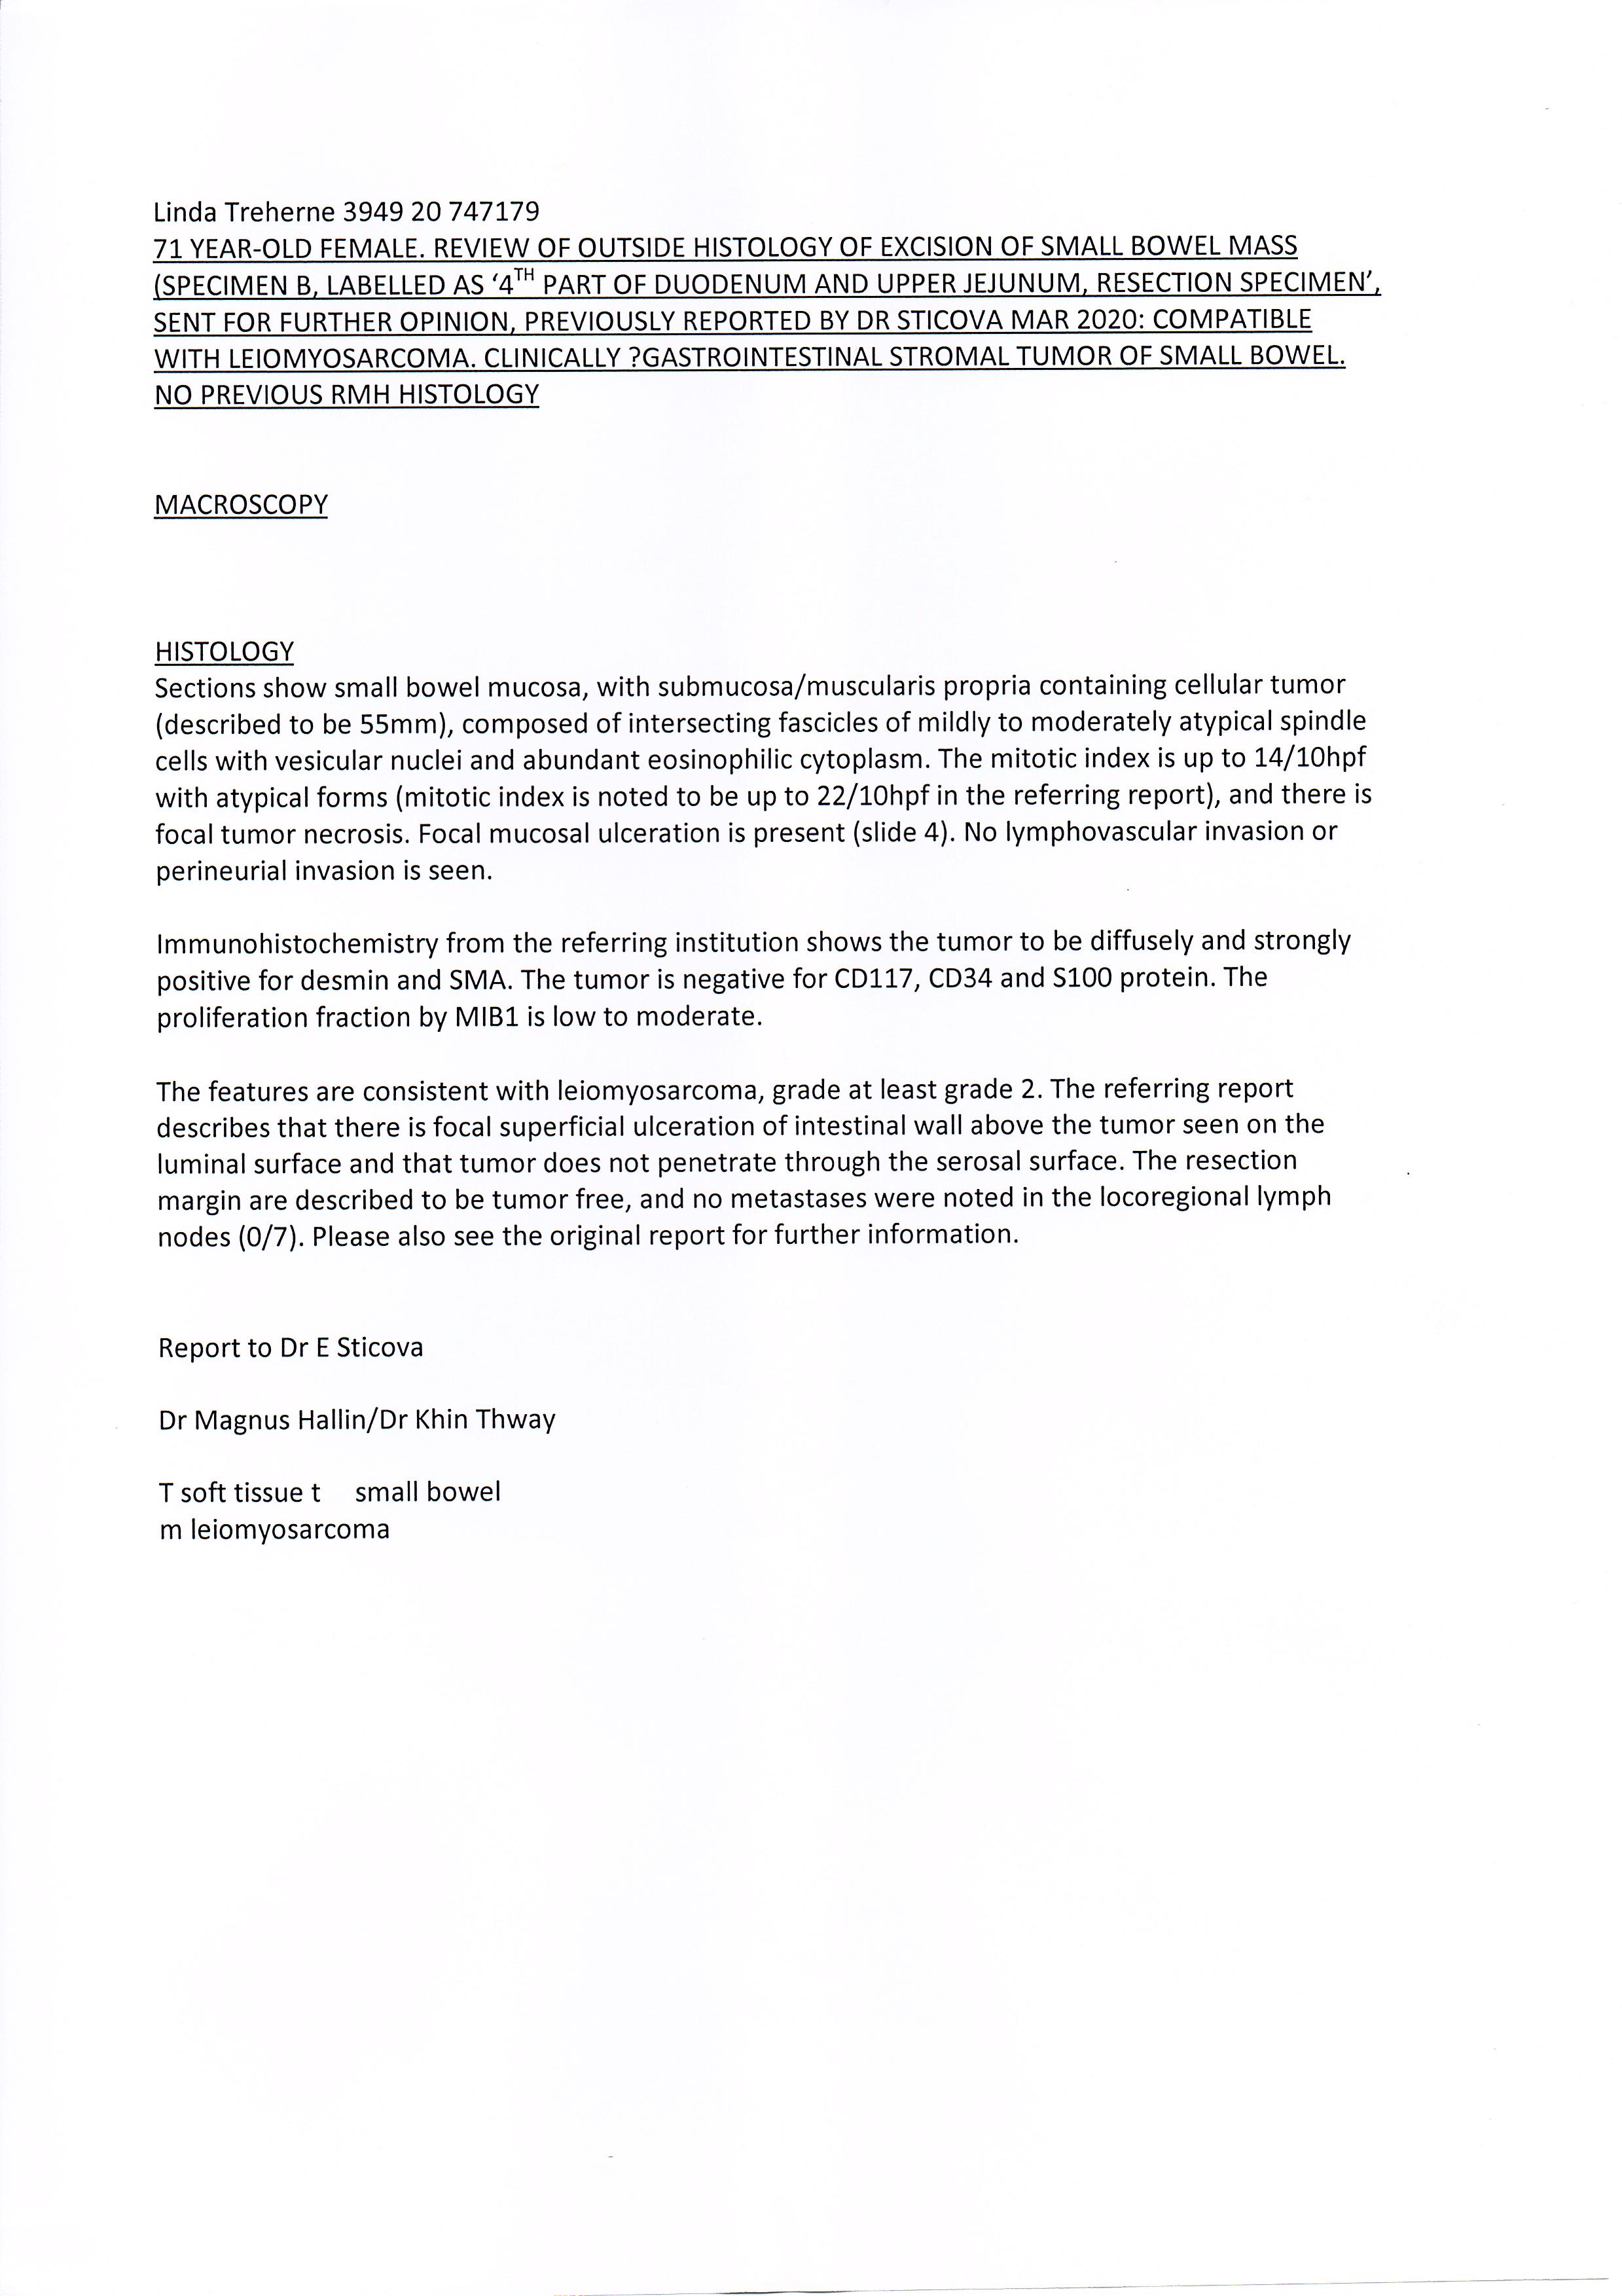 Linda Treherne 3949 20 747179
71 YEAR-OLD FEMALE. REVIEW OF OUTSIDE HISTOLOGY OF EXCISION OF SMALL BOWEL MASS
(SPECIMEN B, LABELLED AS ‘4TH PART OF DUODENUM AND UPPER JEJUNUM, RESECTION SPECIMEN’,
SENT FOR FURTHER OPINION, PREVIOUSLY REPORTED BY DR STICOVA MAR 2020: COMPATIBLE
WITH LEIOMYOSARCOMA. CLINICALLY ?GASTROINTESTINAL STROMAL TUMOR OF SMALL BOWEL.
NO PREVIOUS RMH HISTOLOGY
MACROSCOPY
HISTOLOGY
Sections show small bowel mucosa, with submucosa/muscularis propria containing cellular tumor
(described to be 55mm), composed of intersecting fascicles of mildly to moderately atypical spindle
cells with vesicular nuclei and abundant eosinophilic cytoplasm. The mitotic index is up to 14/10hpf
with atypical forms (mitotic index is noted to be up to 22/10hpf in the referring report), and there is
focal tumor necrosis. Focal mucosal ulceration is present (slide 4). No lymphovascular invasion or
perineurial invasion is seen.
Immunohistochemistry from the referring institution shows the tumor to be diffusely and strongly
positive for desmin and SMA. The tumor is negative for CD117, CD34 and S100 protein. The
proliferation fraction by MIB1 is low to moderate.
The features are consistent with leiomyosarcoma, grade at least grade 2. The referring report
describes that there is focal superficial ulceration of intestinal wall above the tumor seen on the
luminal surface and that tumor does not penetrate through the serosal surface. The resection
margin are described to be tumor free, and no metastases were noted in the locoregional lymph
nodes (0/7). Please also see the original report for further information.
Report to Dr E Sticova
Dr Magnus Hallin/Dr Khin Thway
T soft tissue t small bowel
m leiomyosarcoma